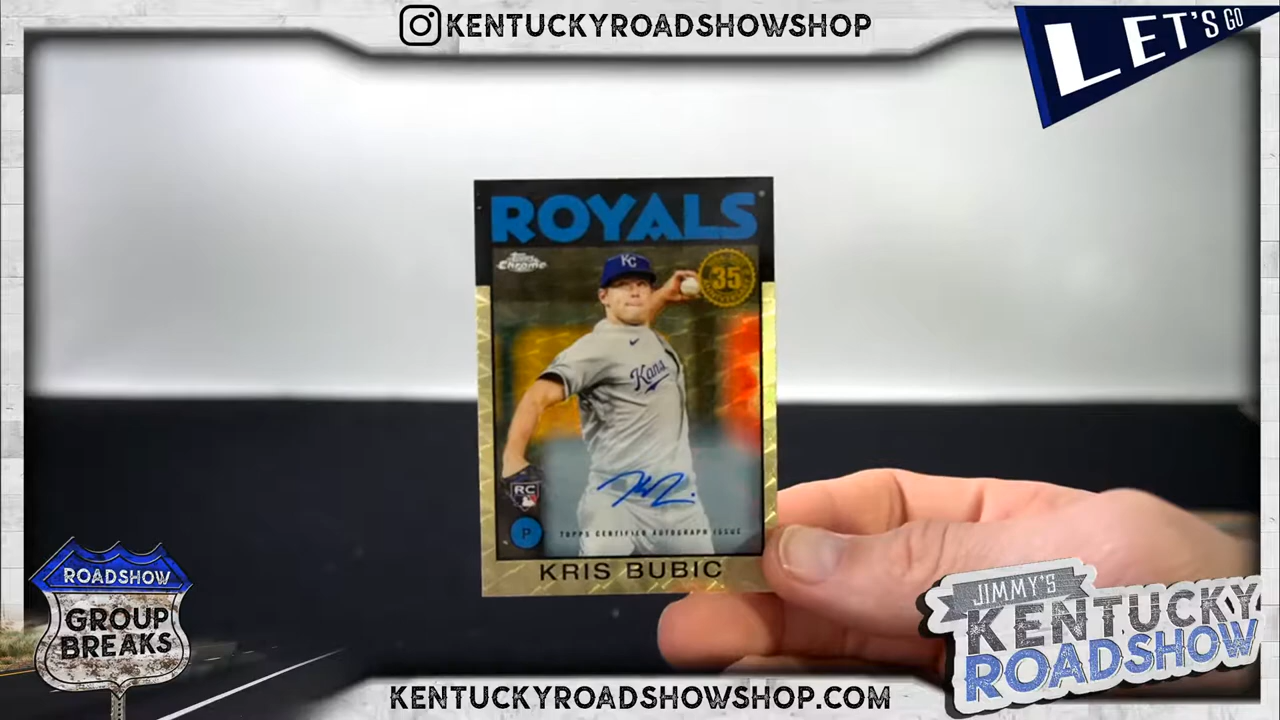 KENTUCKYROADSHOWSHOP
LET'S GO
ROYALS
Topps
Chrome
KC
35
Kans
RC
P
TOPPS CERTIFIED AUTOGRAPH ISSUE
KRIS BUBIC
ROADSHOW
GROUP
BREAKS
JIMMY'S
KENTUCKY
ROADSHOW
KENTUCKYROADSHOWSHOP.COM